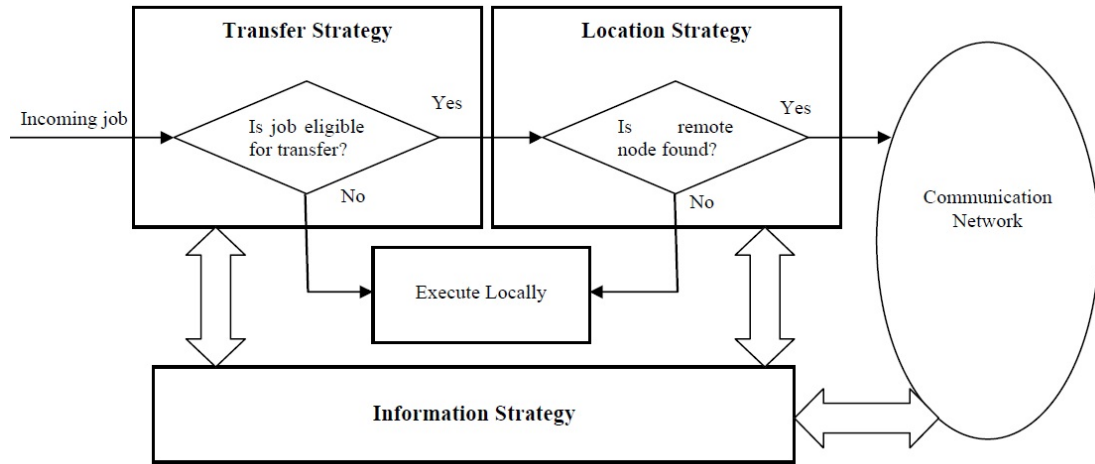 Transfer Strategy
Location Strategy
Incoming job
Is job eligible
for transfer?
Yes
No
Is remote
node found?
Yes
No
Communication
Network
Execute Locally
Information Strategy